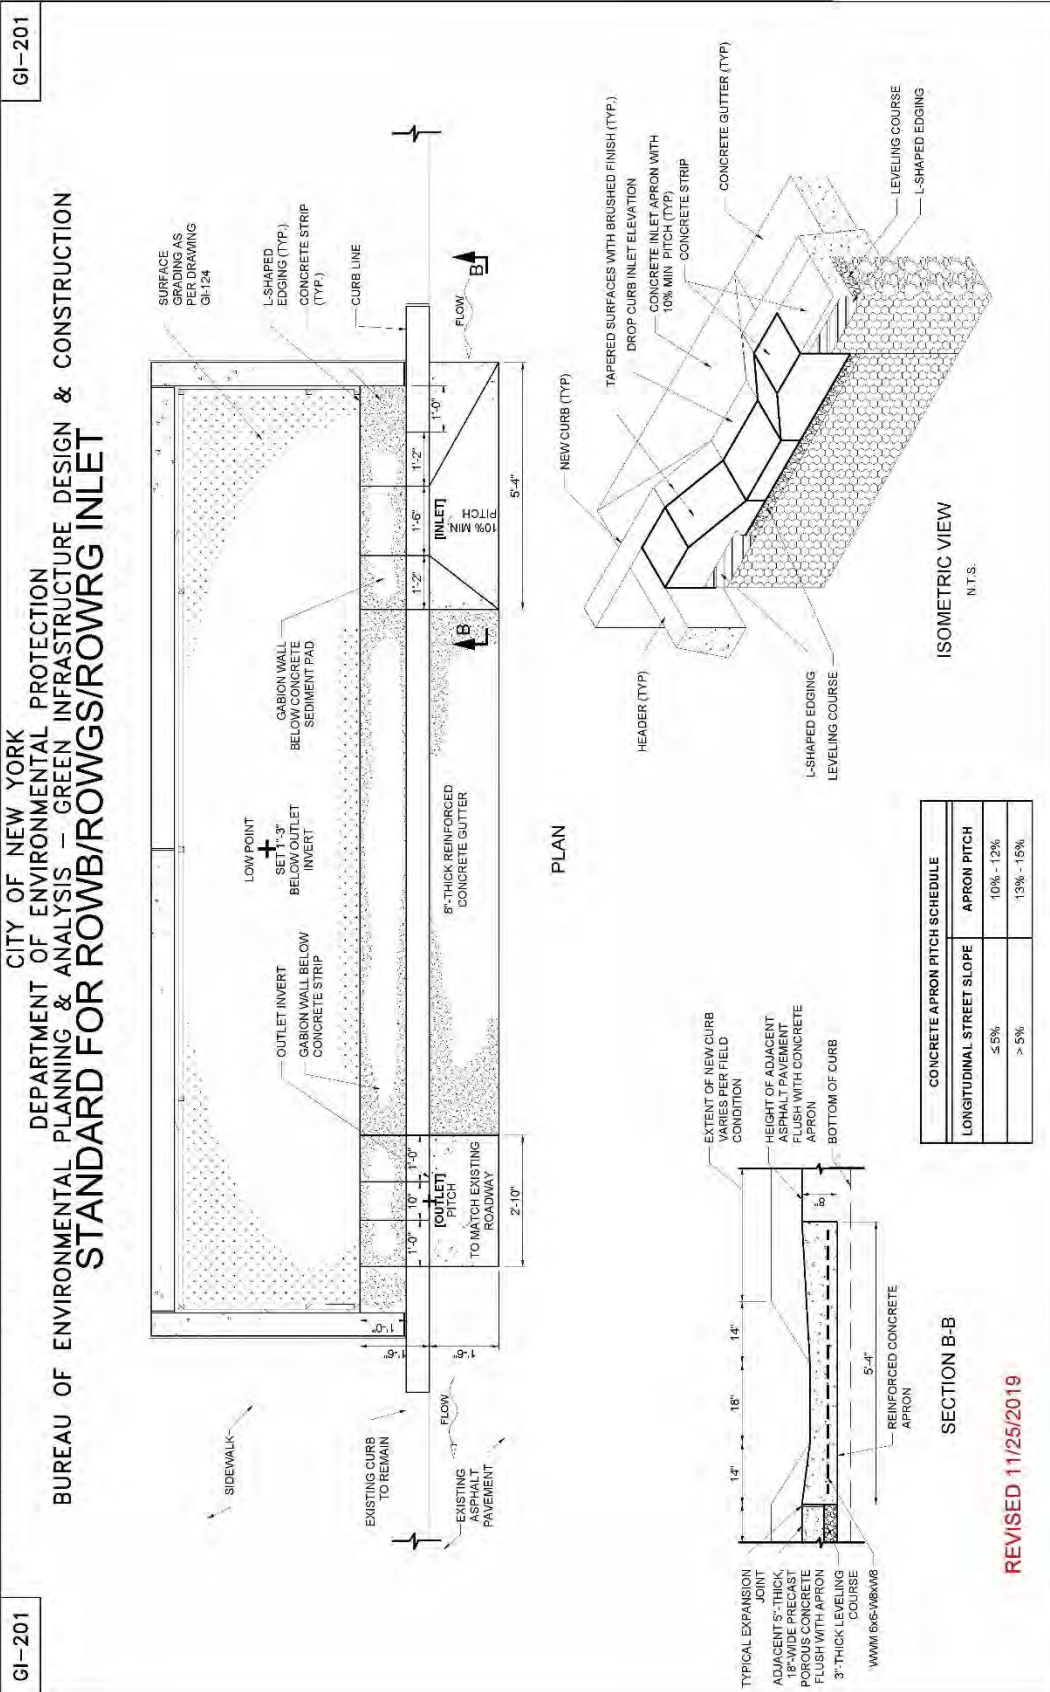 GI-201
GI-201
CITY OF NEW YORK
DEPARTMENT OF ENVIRONMENTAL PROTECTION
BUREAU OF ENVIRONMENTAL PLANNING & ANALYSIS - GREEN INFRASTRUCTURE DESIGN & CONSTRUCTION
STANDARD FOR ROWB/ROWGS/ROWRG INLET
SIDEWALK
LOW POINT
SET 1"-3"
BELOW OUTLET
INVERT
SURFACE
GRADING AS
PER DRAWING
GI-124
OUTLET INVERT
GABION WALL BELOW
CONCRETE STRIP
GABION WALL
BELOW CONCRETE
SEDIMENT PAD
L-SHAPED
EDGING (TYP.)
CONCRETE STRIP
(TYP.)
CURB LINE
EXISTING CURB
TO REMAIN
FLOW
EXISTING
ASPHALT
PAVEMENT
1'-0"
1'-6"
1'-6"
1'-0"
10"
1'-0"
[OUTLET]
PITCH
TO MATCH EXISTING
ROADWAY
2'-10"
8"-THICK REINFORCED
CONCRETE GUTTER
1'-2"
1'-6"
1'-2"
1'-0"
[INLET]
10% MIN.
PITCH
5'-4"
B
B
FLOW
PLAN
TYPICAL EXPANSION
JOINT
ADJACENT 5"-THICK,
18"-WIDE PRECAST
POROUS CONCRETE
FLUSH WITH APRON
3"-THICK LEVELING
COURSE
WWM 6x6-W8xW8
14"
18"
14"
EXTENT OF NEW CURB
VARIES PER FIELD
CONDITION
HEIGHT OF ADJACENT
ASPHALT PAVEMENT
FLUSH WITH CONCRETE
APRON
BOTTOM OF CURB
8"
5'-4"
REINFORCED CONCRETE
APRON
SECTION B-B
CONCRETE APRON PITCH SCHEDULE
LONGITUDINAL STREET SLOPE
APRON PITCH
≤5%
10% - 12%
> 5%
13% - 15%
HEADER (TYP)
NEW CURB (TYP)
TAPERED SURFACES WITH BRUSHED FINISH (TYP.)
DROP CURB INLET ELEVATION
CONCRETE INLET APRON WITH
10% MIN PITCH (TYP)
CONCRETE STRIP
CONCRETE GUTTER (TYP)
LEVELING COURSE
L-SHAPED EDGING
L-SHAPED EDGING
LEVELING COURSE
ISOMETRIC VIEW
N.T.S.
REVISED 11/25/2019